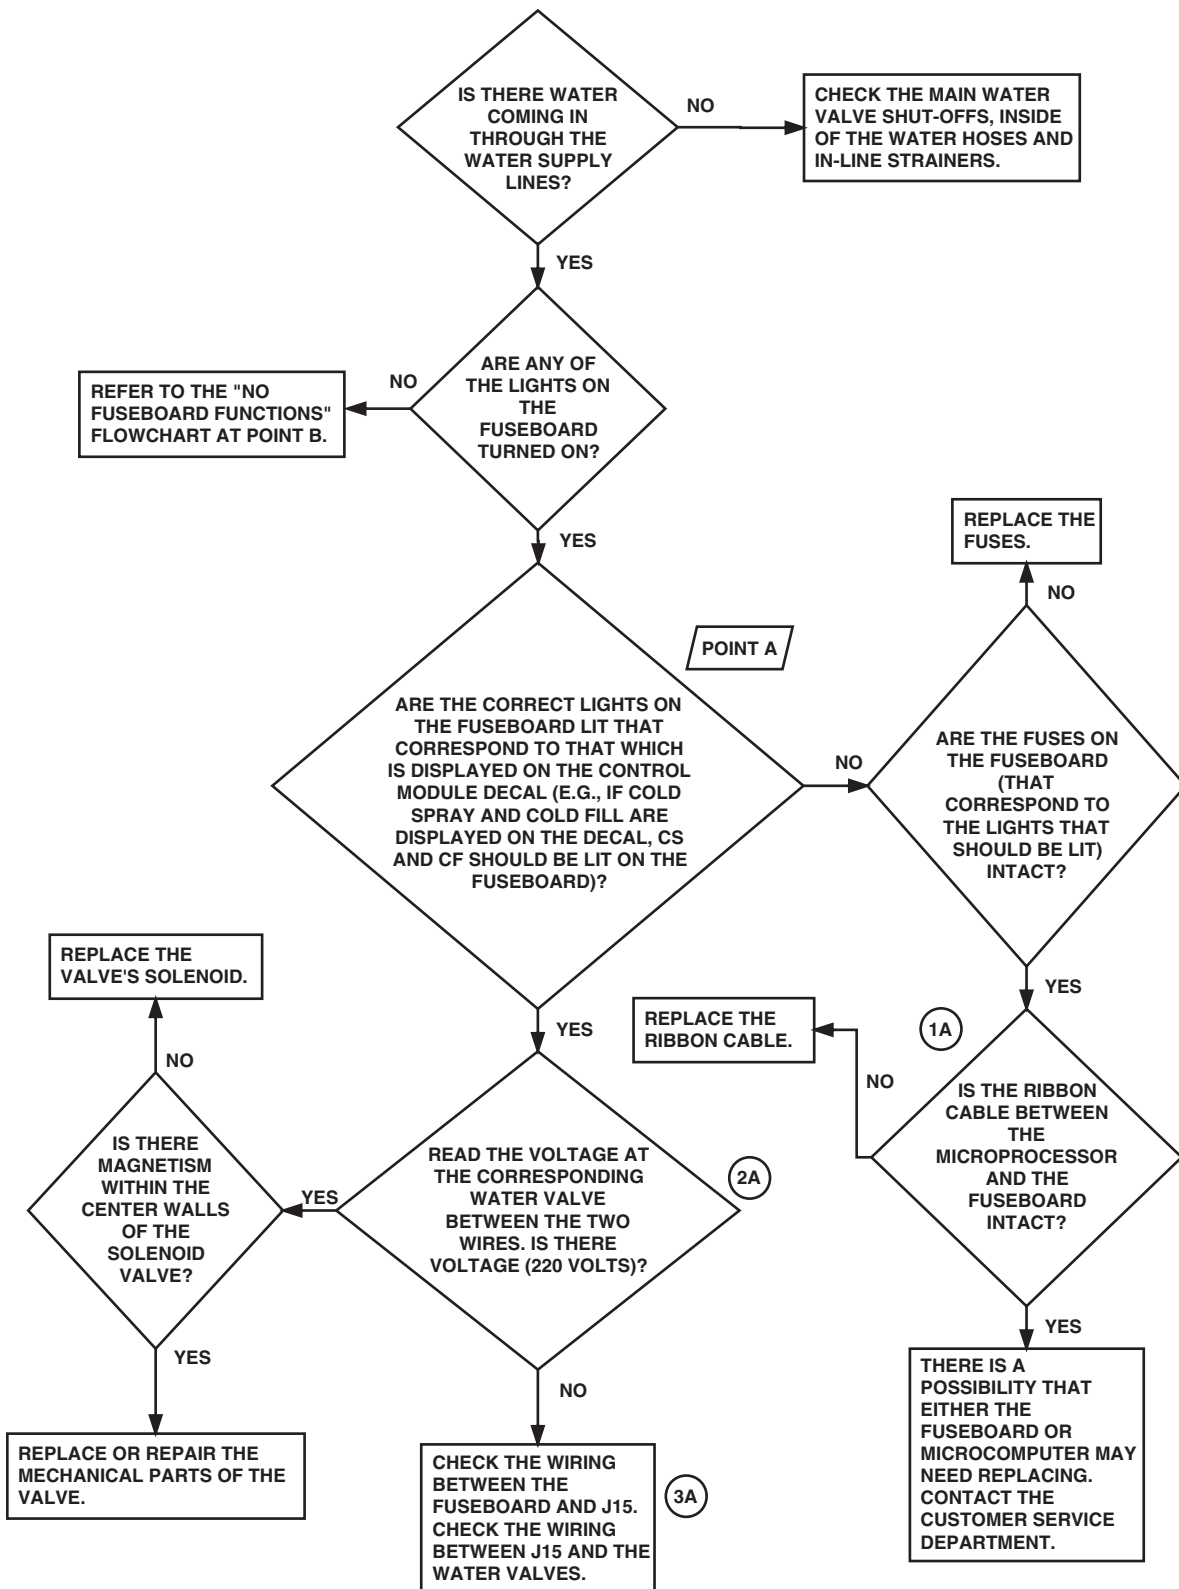 IS THERE WATER
COMING IN
THROUGH THE
WATER SUPPLY
LINES?
NO
CHECK THE MAIN WATER
VALVE SHUT-OFFS, INSIDE
OF THE WATER HOSES AND
IN-LINE STRAINERS.
YES
ARE ANY OF
THE LIGHTS ON
THE
FUSEBOARD
TURNED ON?
NO
REFER TO THE "NO
FUSEBOARD FUNCTIONS"
FLOWCHART AT POINT B.
YES
POINT A
ARE THE CORRECT LIGHTS ON
THE FUSEBOARD LIT THAT
CORRESPOND TO THAT WHICH
IS DISPLAYED ON THE CONTROL
MODULE DECAL (E.G., IF COLD
SPRAY AND COLD FILL ARE
DISPLAYED ON THE DECAL, CS
AND CF SHOULD BE LIT ON THE
FUSEBOARD)?
NO
REPLACE THE
FUSES.
NO
ARE THE FUSES ON
THE FUSEBOARD
(THAT
CORRESPOND TO
THE LIGHTS THAT
SHOULD BE LIT)
INTACT?
YES
1A
IS THE RIBBON
CABLE BETWEEN
THE
MICROPROCESSOR
AND THE
FUSEBOARD
INTACT?
NO
REPLACE THE
RIBBON CABLE.
YES
THERE IS A
POSSIBILITY THAT
EITHER THE
FUSEBOARD OR
MICROCOMPUTER MAY
NEED REPLACING.
CONTACT THE
CUSTOMER SERVICE
DEPARTMENT.
YES
2A
READ THE VOLTAGE AT
THE CORRESPONDING
WATER VALVE
BETWEEN THE TWO
WIRES. IS THERE
VOLTAGE (220 VOLTS)?
YES
IS THERE
MAGNETISM
WITHIN THE
CENTER WALLS
OF THE
SOLENOID
VALVE?
NO
REPLACE THE
VALVE'S SOLENOID.
YES
REPLACE OR REPAIR THE
MECHANICAL PARTS OF THE
VALVE.
NO
CHECK THE WIRING
BETWEEN THE
FUSEBOARD AND J15.
CHECK THE WIRING
BETWEEN J15 AND THE
WATER VALVES.
3A